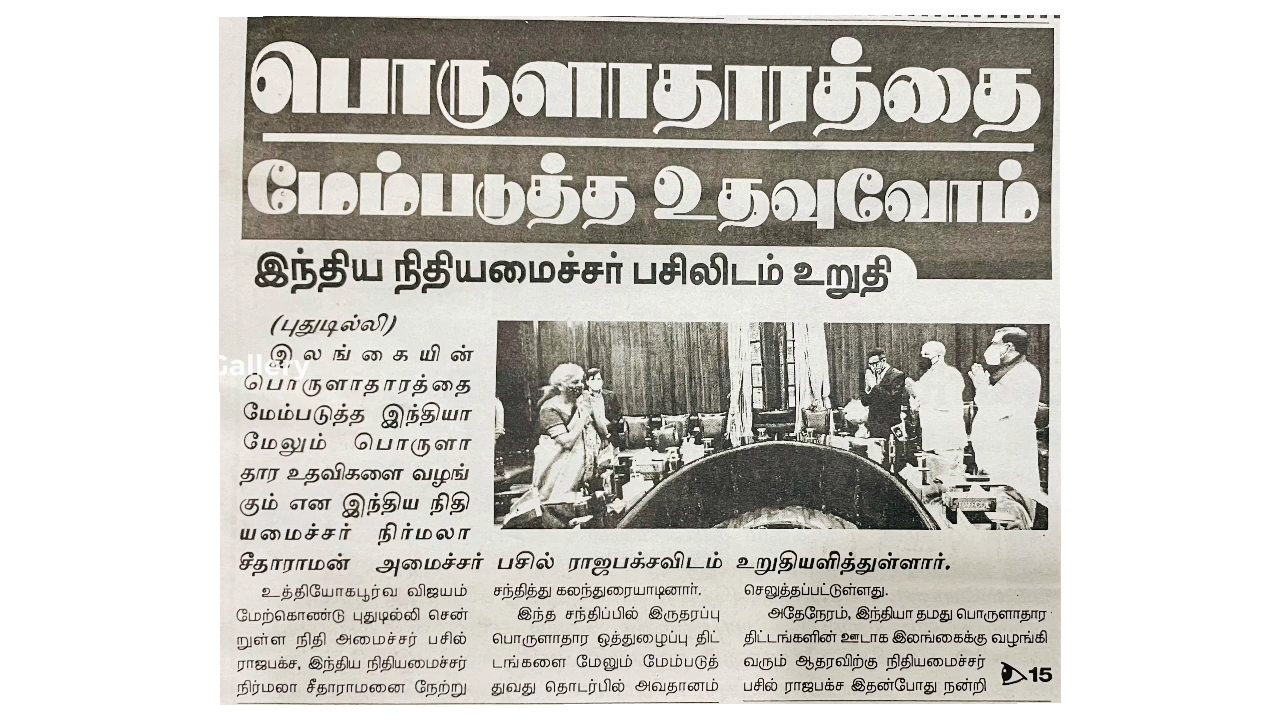 பொருளாதாரத்தை
மேம்படுத்த உதவுவோம்
இந்திய நிதியமைச்சர் பசிலிடம் உறுதி
(புதுடில்லி)
இலங்கையின்
பொருளாதாரத்தை
மேம்படுத்த இந்தியா
மேலும் பொருளா
தார உதவிகளை வழங்
கும் என இந்திய நிதி
யமைச்சர் நிர்மலா
சீதாராமன் அமைச்சர் பசில் ராஜபக்சவிடம் உறுதியளித்துள்ளார்.
உத்தியோகபூர்வ விஜயம்
மேற்கொண்டு புதுடில்லி சென்
றுள்ள நிதி அமைச்சர் பசில்
ராஜபக்ச, இந்திய நிதியமைச்சர்
நிர்மலா சீதாராமனை நேற்று
சந்தித்து கலந்துரையாடினார்.
இந்த சந்திப்பில் இருதரப்பு
பொருளாதார ஒத்துழைப்பு திட்
டங்களை மேலும் மேம்படுத்
துவது தொடர்பில் அவதானம்
செலுத்தப்பட்டுள்ளது.
அதேநேரம், இந்தியா தமது பொருளாதார
திட்டங்களின் ஊடாக இலங்கைக்கு வழங்கி
வரும் ஆதரவிற்கு நிதியமைச்சர்
பசில் ராஜபக்ச இதன்போது நன்றி
15
Gallery